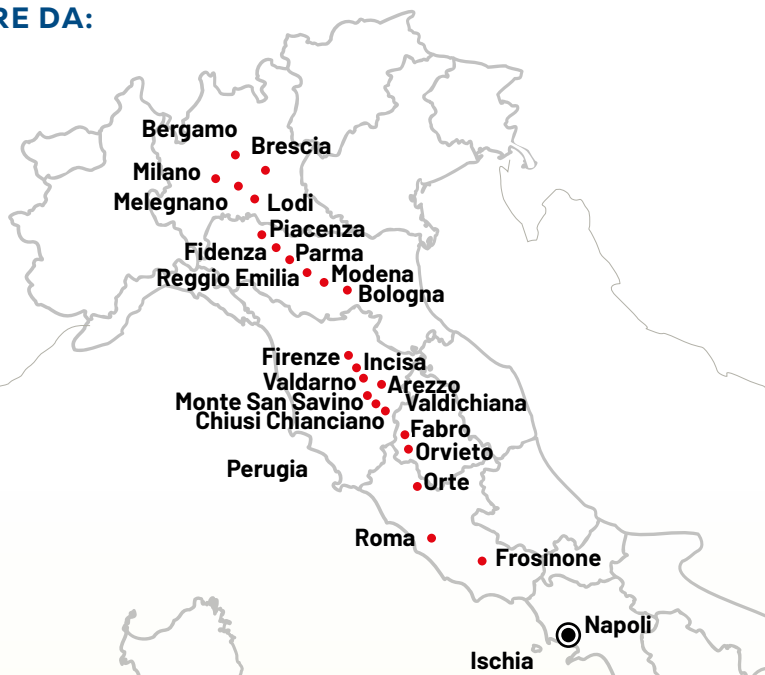 RE DA:
Bergamo
Brescia
Milano
Melegnano
Lodi
Piacenza
Fidenza
Parma
Reggio Emilia
Modena
Bologna
Firenze
Incisa
Valdarno
Arezzo
Monte San Savino
Valdichiana
Chiusi Chianciano
Fabro
Orvieto
Perugia
Orte
Roma
Frosinone
Napoli
Ischia